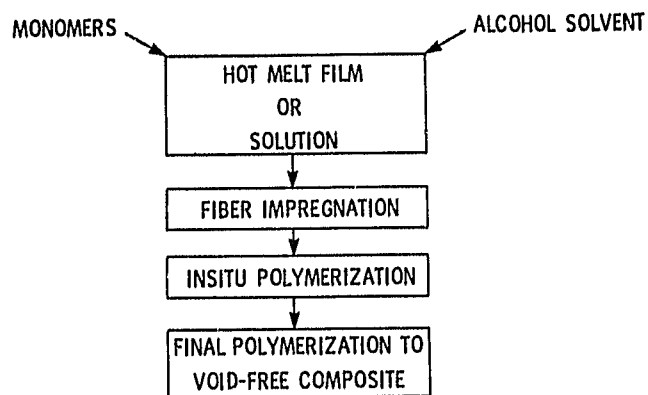 MONOMERS
ALCOHOL SOLVENT
HOT MELT FILM
OR
SOLUTION
FIBER IMPREGNATION
INSITU POLYMERIZATION
FINAL POLYMERIZATION TO
VOID-FREE COMPOSITE